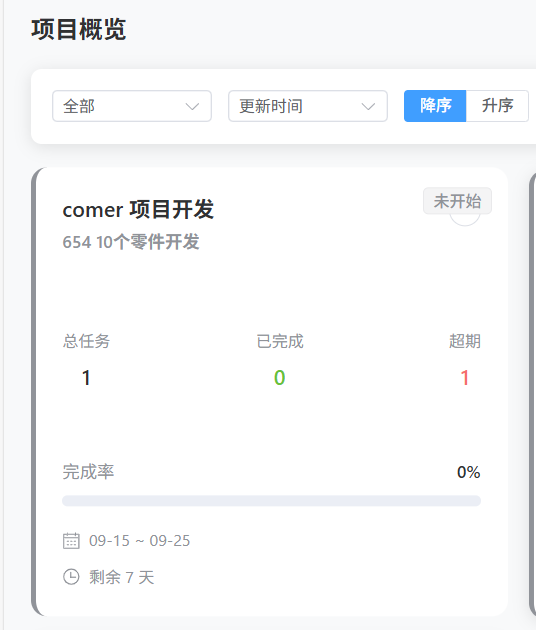 项目概览
全部 更新时间 降序 升序
comer 项目开发 未开始
654 10个零件开发
总任务 已完成 超期
1 0 1
完成率 0%
09-15 ~ 09-25
剩余 7 天